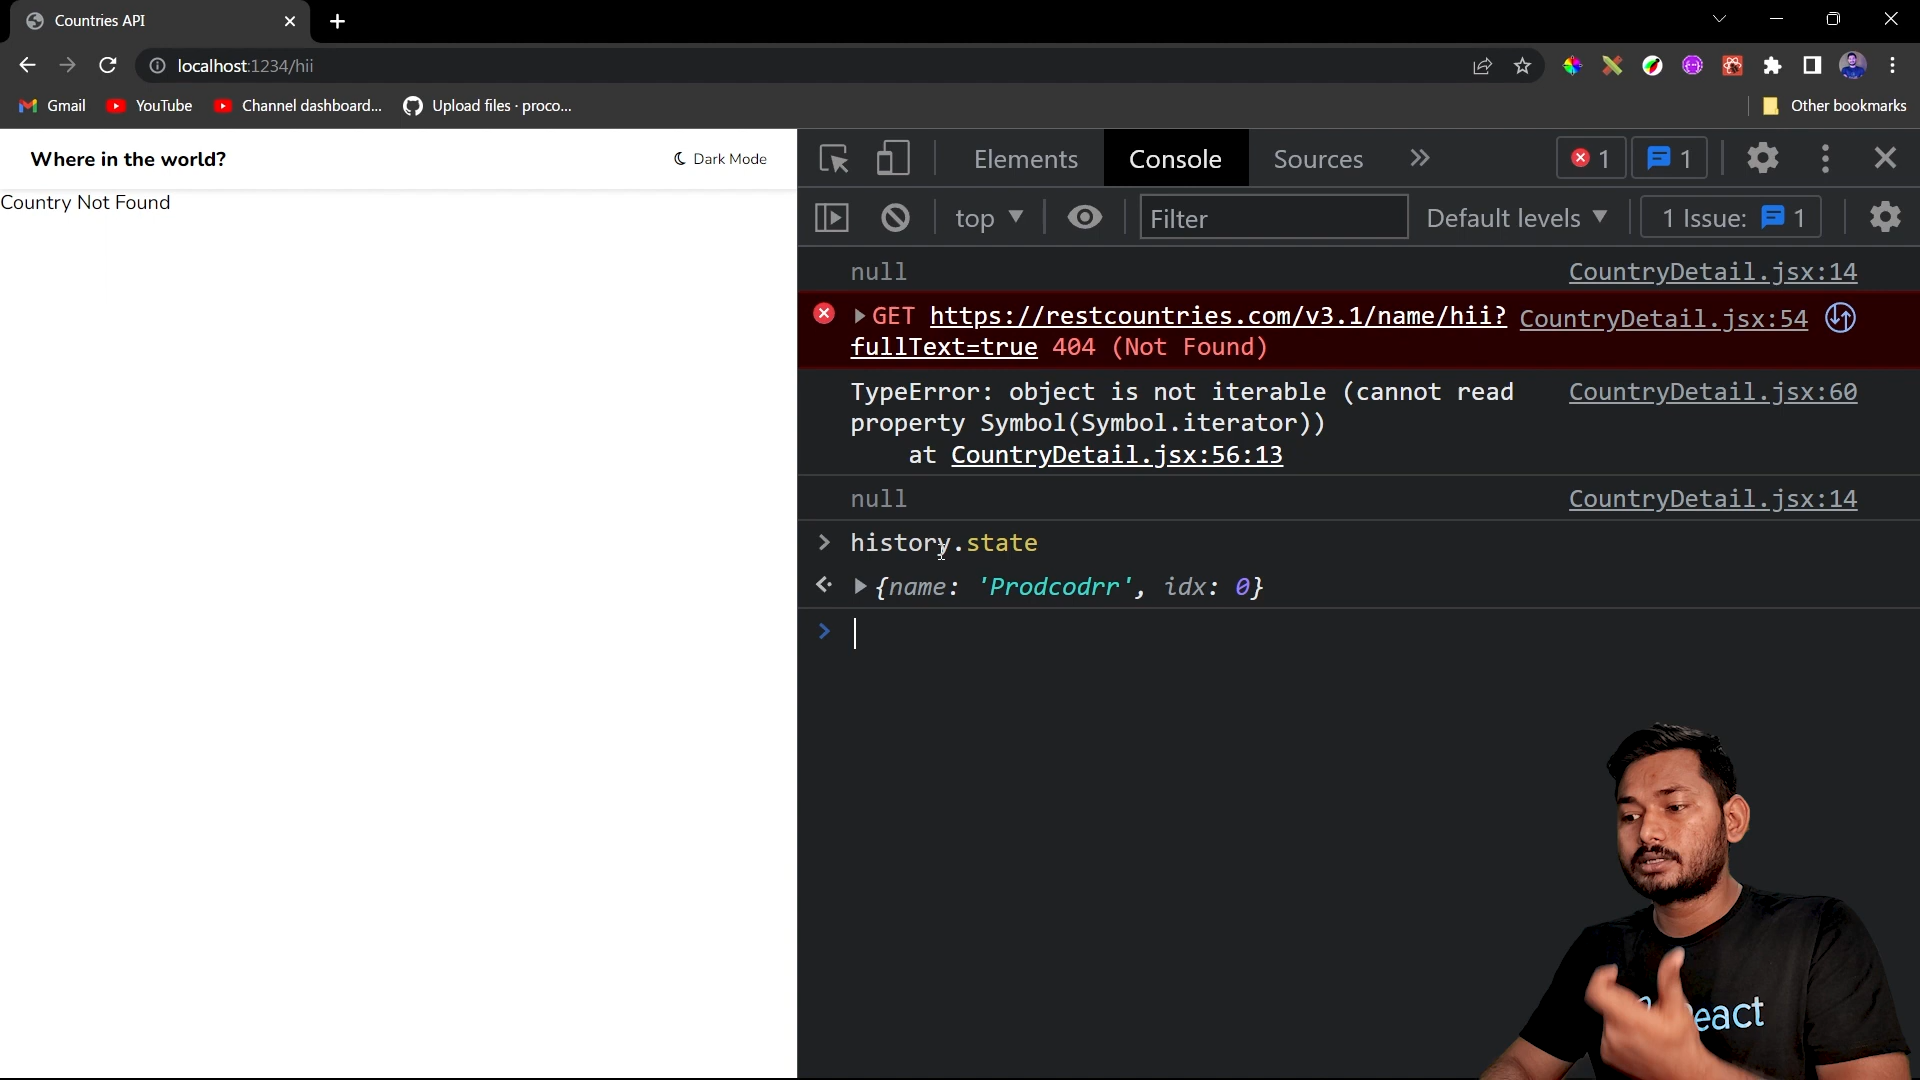 Countries API
localhost:1234/hii
Gmail
YouTube
Channel dashboard...
Upload files · proco...
Other bookmarks
Where in the world?
Dark Mode
Country Not Found
Elements
Console
Sources
1
1
top
Filter
Default levels
1 Issue:
1
null
CountryDetail.jsx:14
GET https://restcountries.com/v3.1/name/hii?
CountryDetail.jsx:54
fullText=true 404 (Not Found)
TypeError: object is not iterable (cannot read
CountryDetail.jsx:60
property Symbol(Symbol.iterator))
at CountryDetail.jsx:56:13
null
CountryDetail.jsx:14
history.state
{name: 'Prodcodrr', idx: 0}
eact